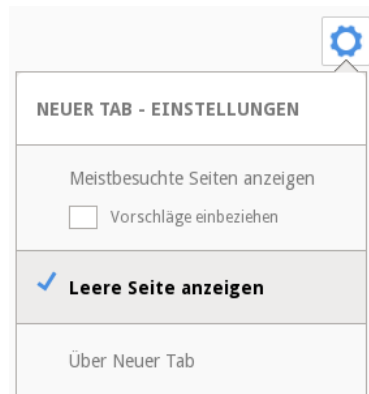 NEUER TAB - EINSTELLUNGEN
Meistbesuchte Seiten anzeigen
Vorschläge einbeziehen
Leere Seite anzeigen
Über Neuer Tab